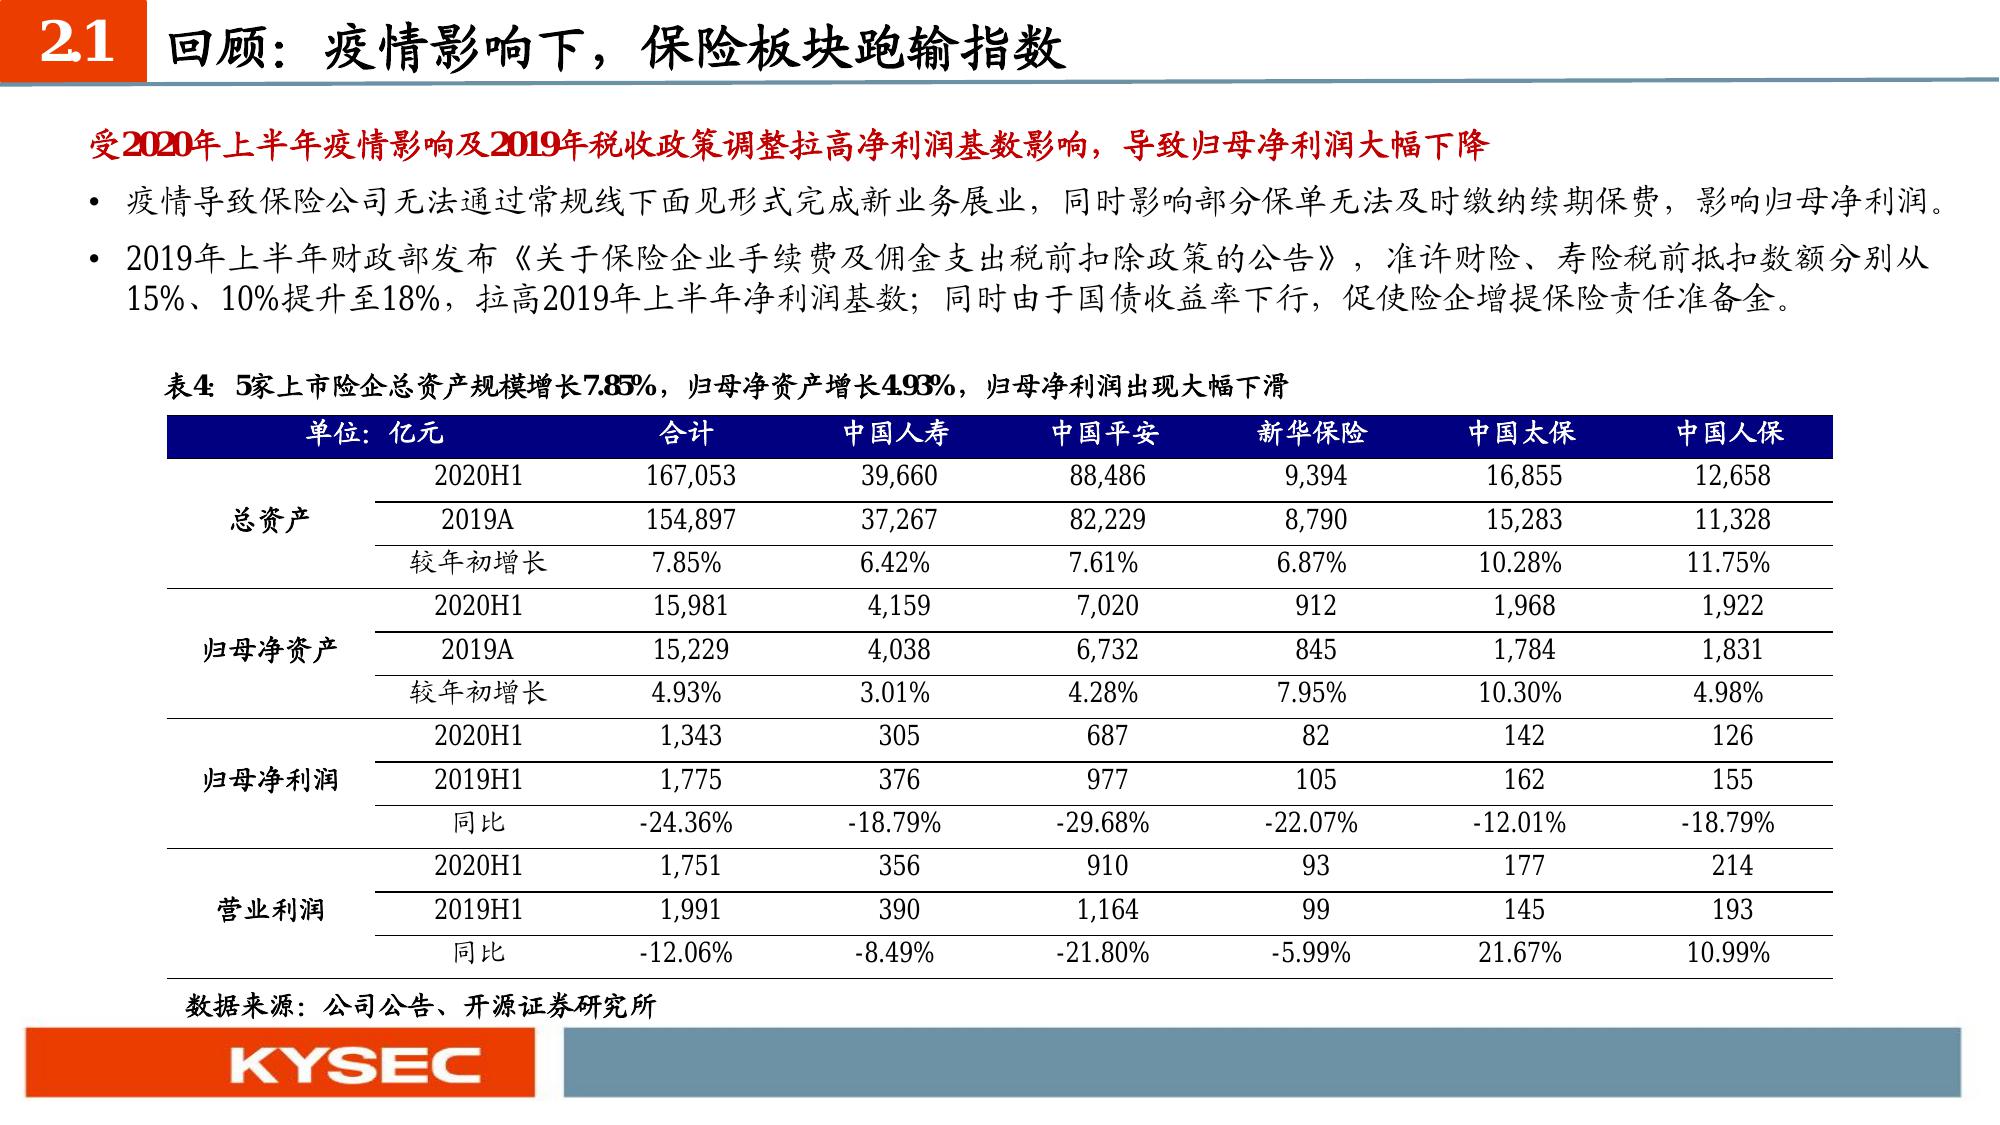 2.1 回顾：疫情影响下，保险板块跑输指数
受2020年上半年疫情影响及2019年税收政策调整拉高净利润基数影响，导致归母净利润大幅下降
• 疫情导致保险公司无法通过常规线下面见形式完成新业务展业，同时影响部分保单无法及时缴纳续期保费，影响归母净利润。
• 2019年上半年财政部发布《关于保险企业手续费及佣金支出税前扣除政策的公告》，准许财险、寿险税前抵扣数额分别从
15%、10%提升至18%，拉高2019年上半年净利润基数；同时由于国债收益率下行，促使险企增提保险责任准备金。
表4：5家上市险企总资产规模增长7.85%，归母净资产增长4.93%，归母净利润出现大幅下滑
单位：亿元 合计 中国人寿 中国平安 新华保险 中国太保 中国人保
2020H1 167,053 39,660 88,486 9,394 16,855 12,658
总资产 2019A 154,897 37,267 82,229 8,790 15,283 11,328
较年初增长 7.85% 6.42% 7.61% 6.87% 10.28% 11.75%
2020H1 15,981 4,159 7,020 912 1,968 1,922
归母净资产 2019A 15,229 4,038 6,732 845 1,784 1,831
较年初增长 4.93% 3.01% 4.28% 7.95% 10.30% 4.98%
2020H1 1,343 305 687 82 142 126
归母净利润 2019H1 1,775 376 977 105 162 155
同比 -24.36% -18.79% -29.68% -22.07% -12.01% -18.79%
2020H1 1,751 356 910 93 177 214
营业利润 2019H1 1,991 390 1,164 99 145 193
同比 -12.06% -8.49% -21.80% -5.99% 21.67% 10.99%
数据来源：公司公告、开源证券研究所
KYSEC